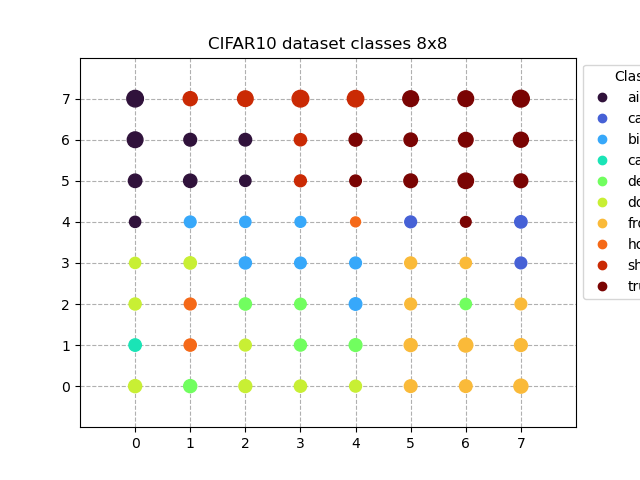 CIFAR10 dataset classes 8x8
Clas
7
ai
6
ca
bi
5
ca
de
4
do
3
fro
2
ho
1
sh
0
tru
0 1 2 3 4 5 6 7